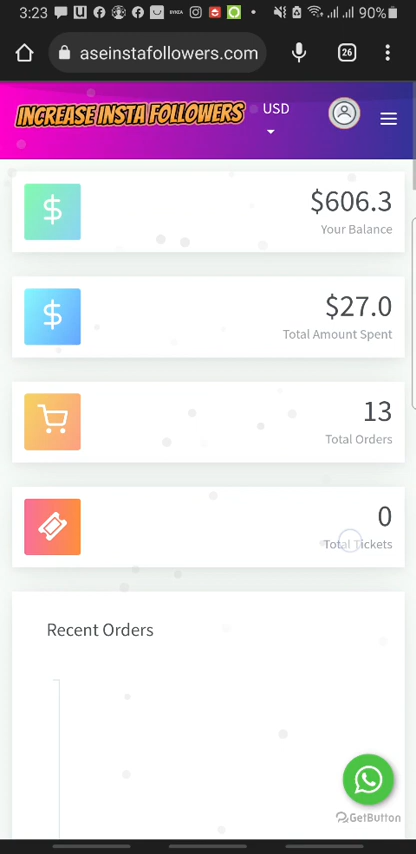 3:23
90%
aseinstafollowers.com
26
INCREASE INSTA FOLLOWERS
USD
$606.3
Your Balance
$27.0
Total Amount Spent
13
Total Orders
0
Total Tickets
Recent Orders
GetButton